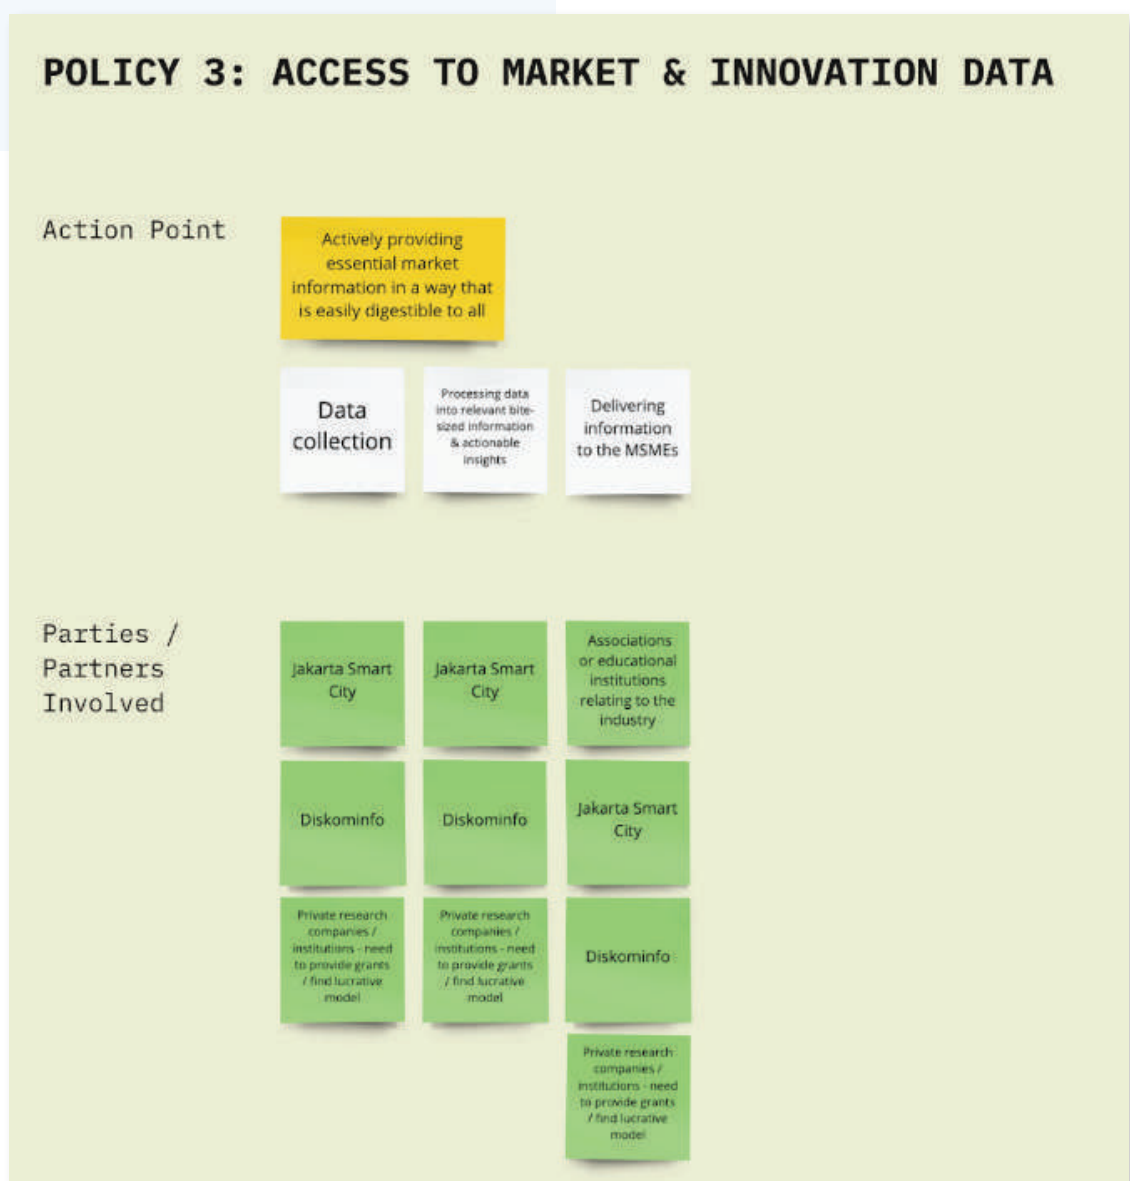 POLICY 3: ACCESS TO MARKET & INNOVATION DATA
Action Point
Actively providing
essential market
information in a way that
is easily digestible to all
Data
collection
Processing data
into relevant bite-
sized information
& actionable
insights
Delivering
information
to the MSMEs
Parties /
Partners
Involved
Jakarta Smart
City
Jakarta Smart
City
Associations
or educational
institutions
relating to the
industry
Diskominfo
Diskominfo
Jakarta Smart
City
Private research
companies /
institutions - need
to provide grants
/ find lucrative
model
Private research
companies /
institutions - need
to provide grants
/ find lucrative
model
Diskominfo
Private research
companies /
institutions - need
to provide grants
/ find lucrative
model